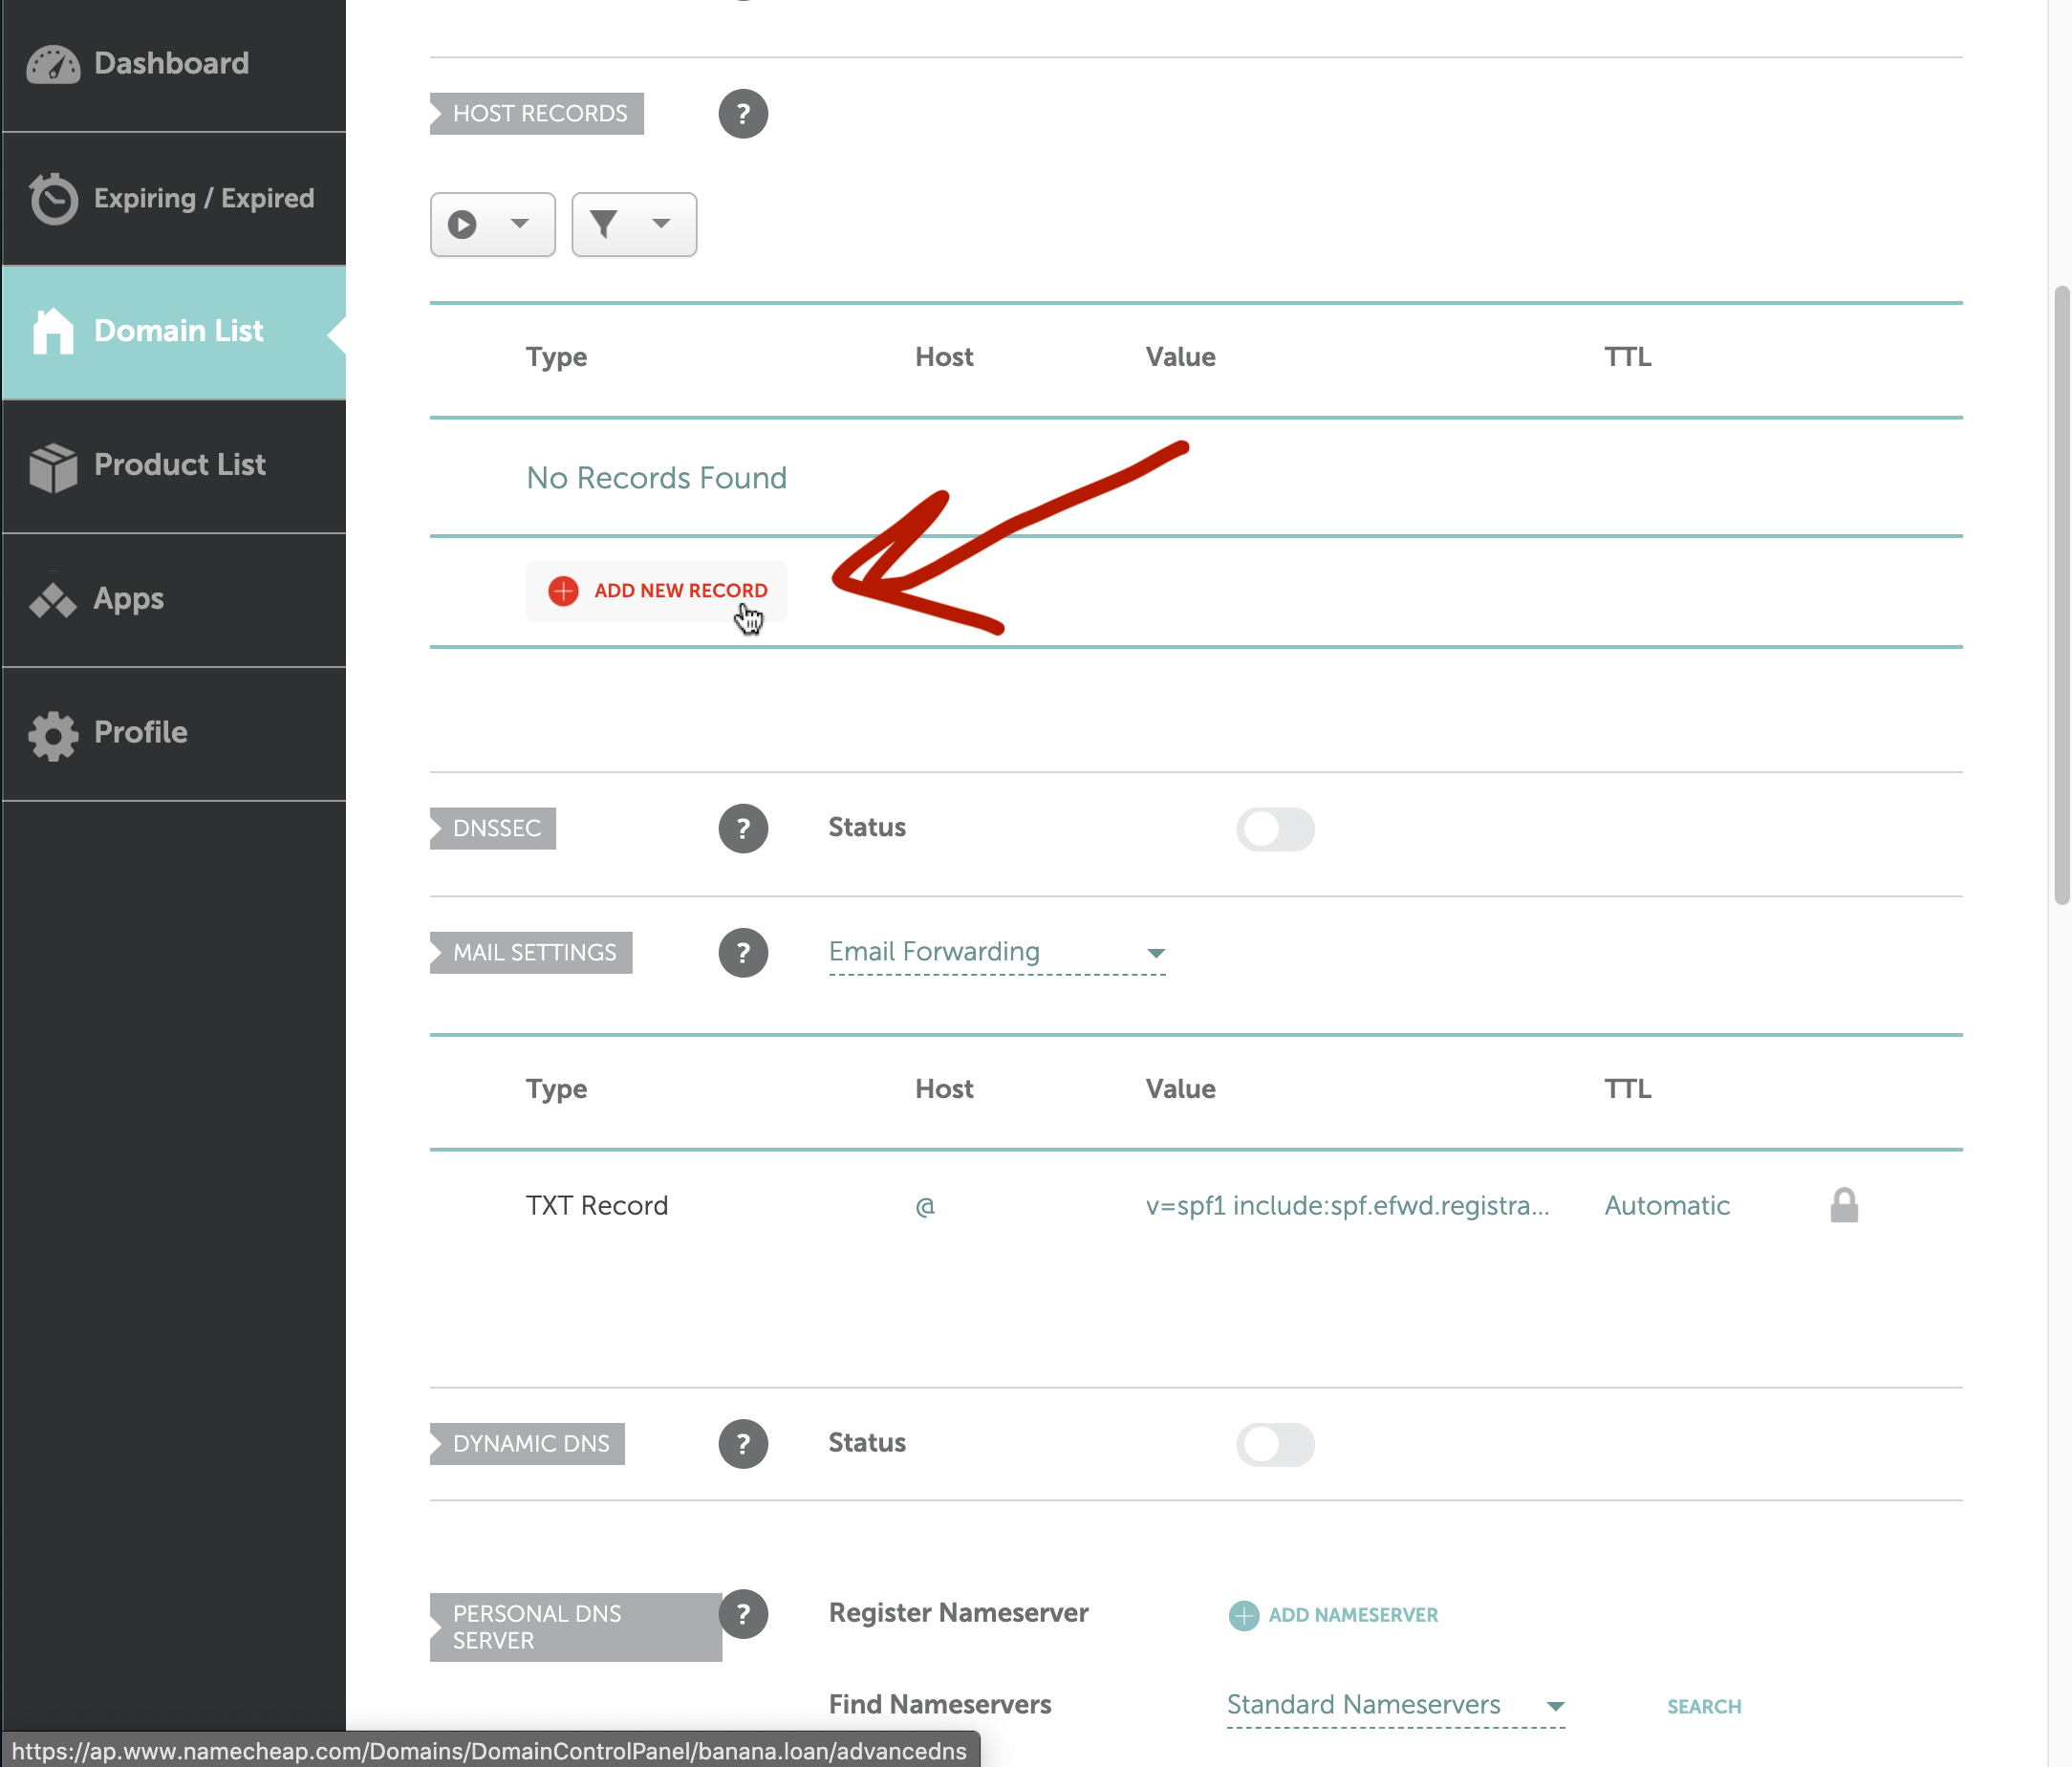 Dashboard
Expiring / Expired
Domain List
Product List
Apps
Profile
HOST RECORDS ?
Type Host Value TTL
No Records Found
ADD NEW RECORD
DNSSEC ? Status
MAIL SETTINGS ? Email Forwarding
Type Host Value TTL
TXT Record @ v=spf1 include:spf.efwd.registra... Automatic
DYNAMIC DNS ? Status
PERSONAL DNS
SERVER
? Register Nameserver ADD NAMESERVER
Find Nameservers Standard Nameservers SEARCH
https://ap.www.namecheap.com/Domains/DomainControlPanel/banana.loan/advancedns